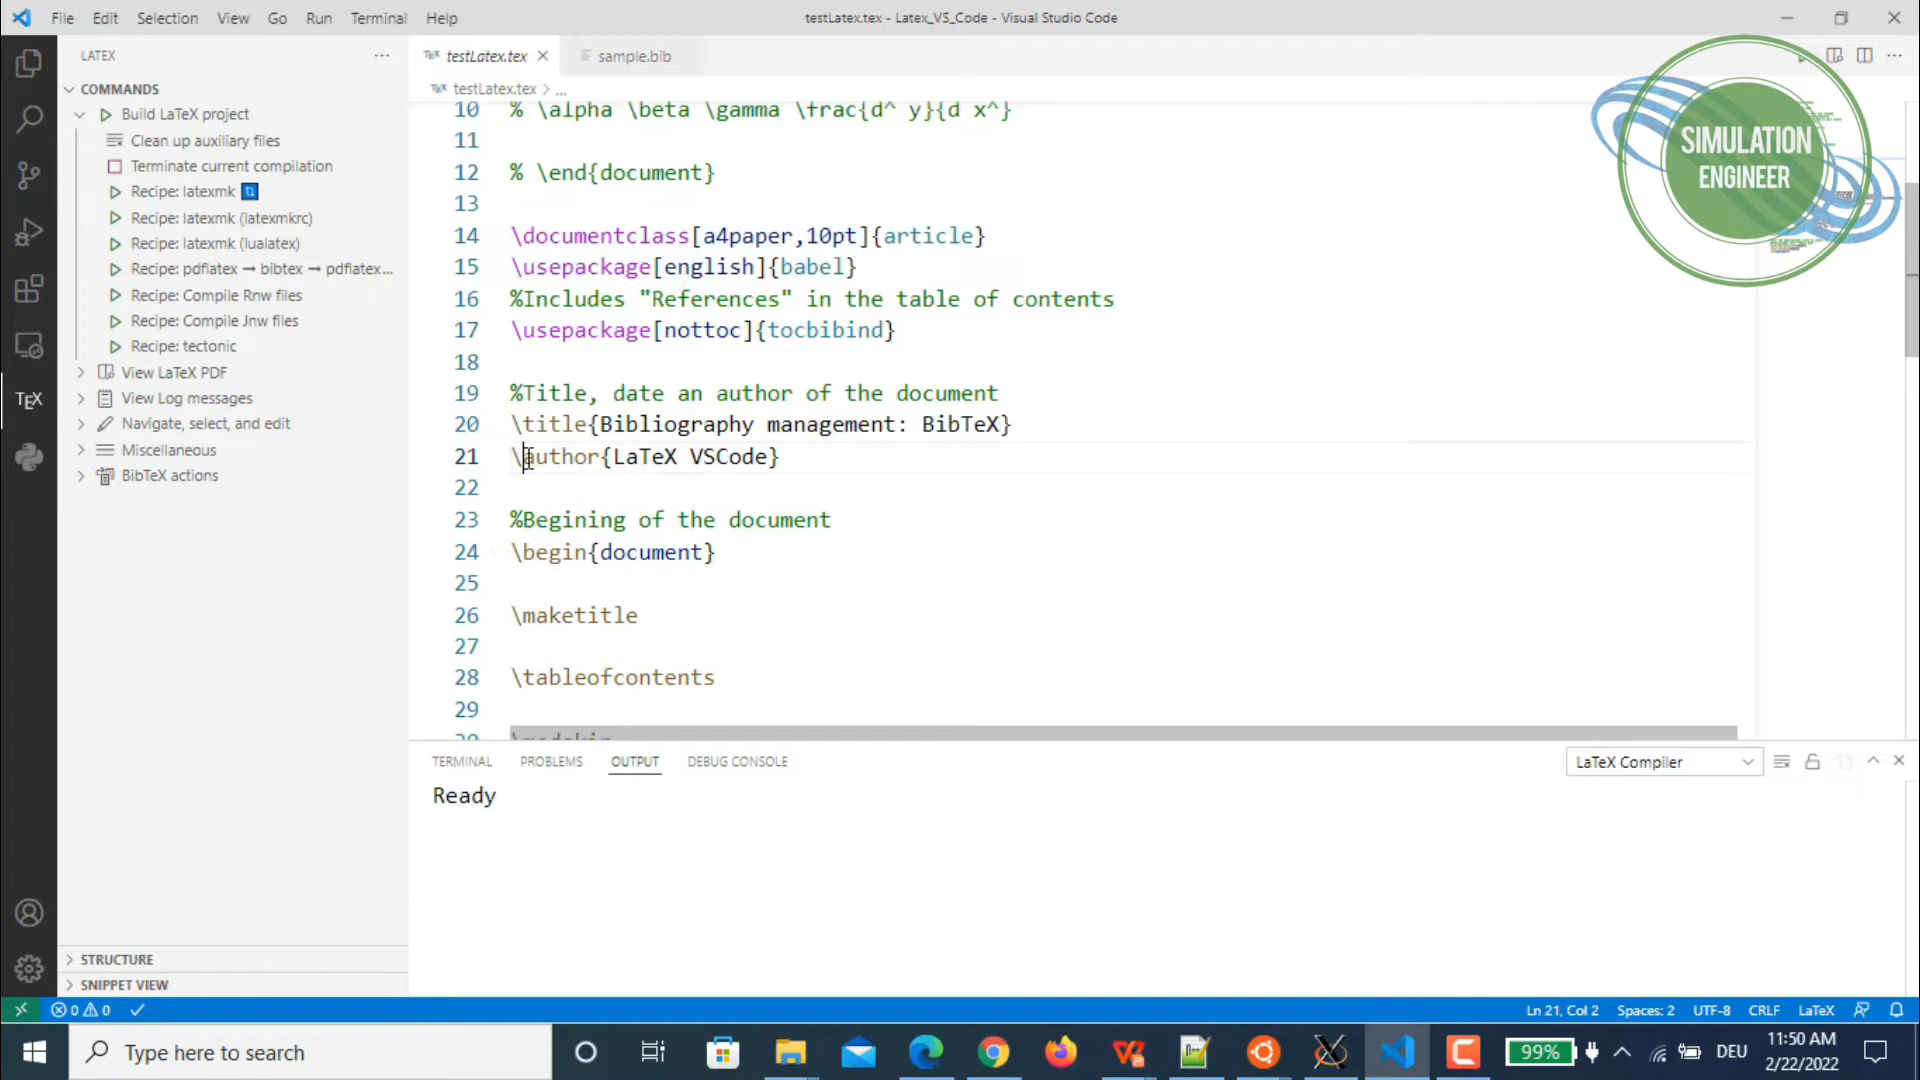 File Edit Selection View Go Run Terminal Help
testLatex.tex - Latex_VS_Code - Visual Studio Code
LATEX
COMMANDS
Build LaTeX project
Clean up auxiliary files
Terminate current compilation
Recipe: latexmk
Recipe: latexmk (latexmkrc)
Recipe: latexmk (lualatex)
Recipe: pdflatex → bibtex → pdflatex...
Recipe: Compile Rnw files
Recipe: Compile Jnw files
Recipe: tectonic
View LaTeX PDF
View Log messages
Navigate, select, and edit
Miscellaneous
BibTeX actions
TEX
STRUCTURE
SNIPPET VIEW
TEX testLatex.tex
sample.bib
TEX testLatex.tex > ...
10 % \alpha \beta \gamma \frac{d^ y}{d x^}
11
12 % \end{document}
13
14 \documentclass[a4paper,10pt]{article}
15 \usepackage[english]{babel}
16 %Includes "References" in the table of contents
17 \usepackage[nottoc]{tocbibind}
18
19 %Title, date an author of the document
20 \title{Bibliography management: BibTeX}
21 \author{LaTeX VSCode}
22
23 %Begining of the document
24 \begin{document}
25
26 \maketitle
27
28 \tableofcontents
29
SIMULATION
ENGINEER
TERMINAL PROBLEMS OUTPUT DEBUG CONSOLE
LaTeX Compiler
Ready
0 0
Ln 21, Col 2 Spaces: 2 UTF-8 CRLF LaTeX
Type here to search
99%
DEU
11:50 AM
2/22/2022